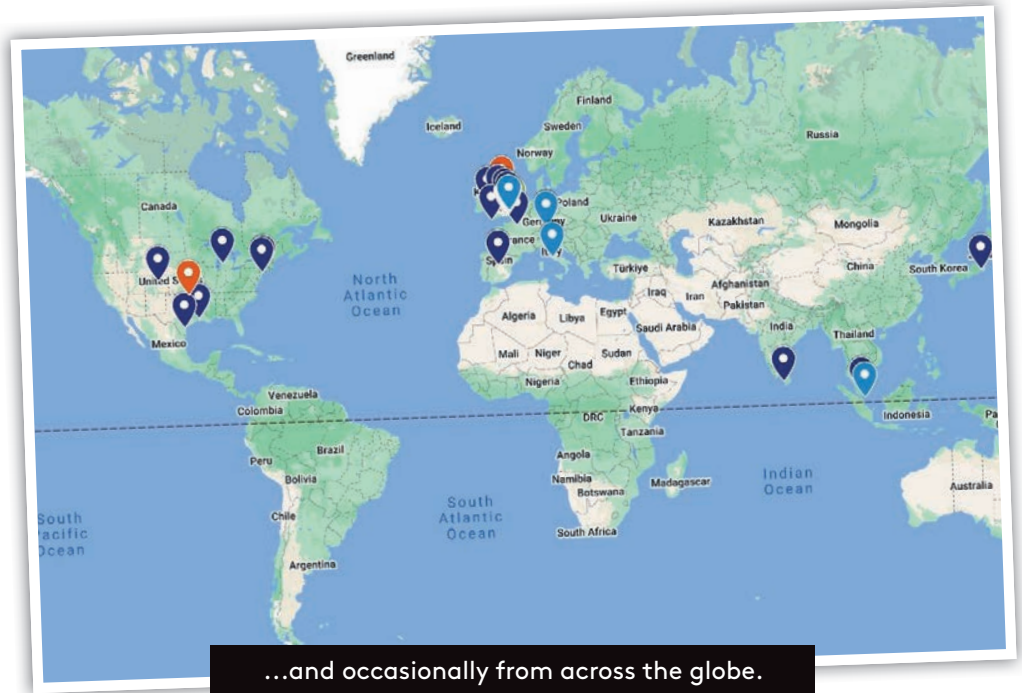 Greenland
Iceland
Finland
Sweden
Norway
Russia
Canada
Poland
Ukraine
Kazakhstan
Mongolia
Türkiye
China
South Korea
Afghanistan
Iraq
Iran
Pakistan
North
Atlantic
Ocean
Algeria
Libya
Egypt
Saudi Arabia
India
Thailand
Mexico
Mali
Niger
Chad
Sudan
Nigeria
Ethiopia
Venezuela
Colombia
DRC
Kenya
Indonesia
Tanzania
Peru
Brazil
Bolivia
Angola
Namibia
Botswana
Madagascar
Indian
Ocean
Australia
South
Atlantic
Ocean
Chile
South Africa
South
Pacific
Ocean
Argentina
...and occasionally from across the globe.